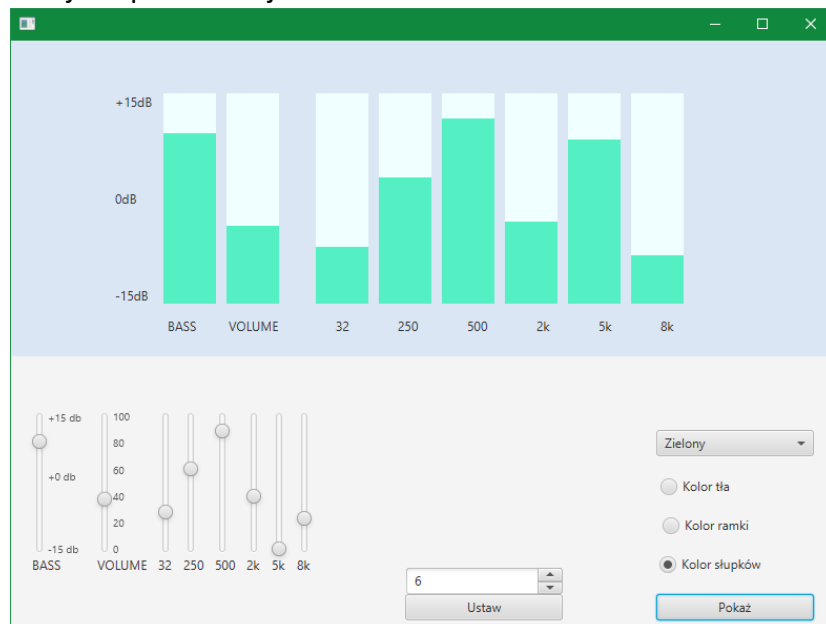 +15dB
0dB
-15dB
BASS VOLUME 32 250 500 2k 5k 8k
+15 db
+0 db
-15 db
BASS
100
80
60
40
20
0
VOLUME 32 250 500 2k 5k 8k
6
Ustaw
Zielony
Kolor tła
Kolor ramki
Kolor słupków
Pokaż